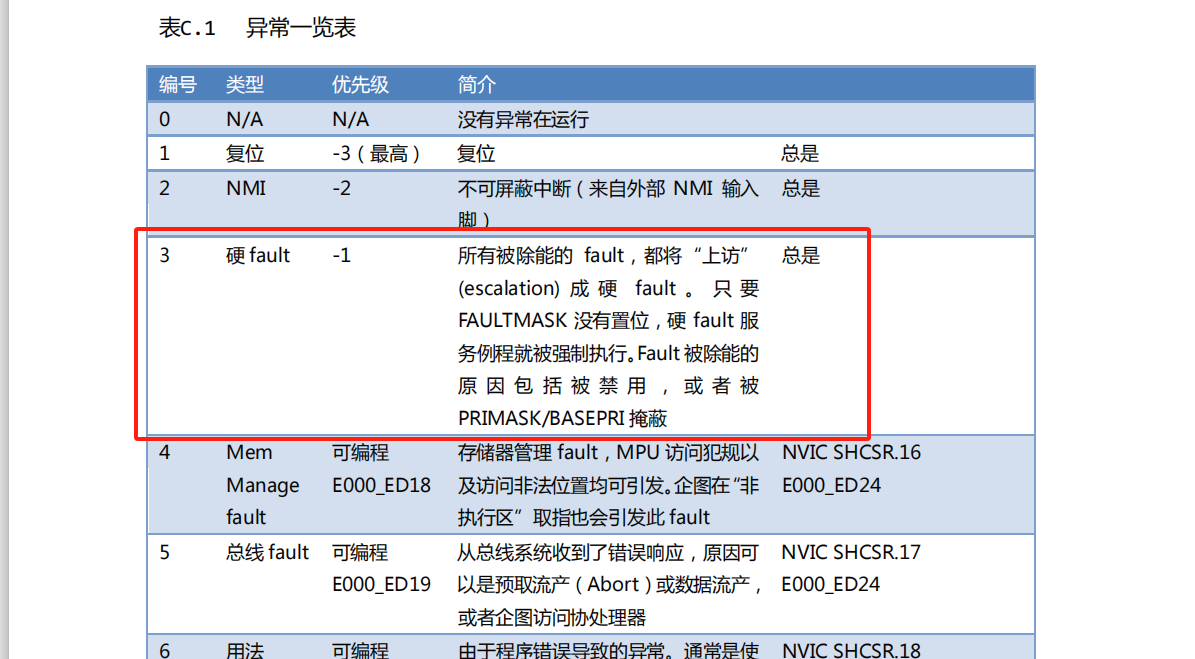 表C.1 异常一览表
编号 类型 优先级 简介
0 N/A N/A 没有异常在运行
1 复位 -3（最高） 复位 总是
2 NMI -2 不可屏蔽中断（来自外部 NMI 输入 总是
脚）
3 硬 fault -1 所有被除能的 fault，都将“上访” 总是
(escalation) 成 硬 fault 。 只 要
FAULTMASK 没有置位，硬 fault 服
务例程就被强制执行。Fault 被除能的
原 因 包 括 被 禁 用 ， 或 者 被
PRIMASK/BASEPRI 掩蔽
4 Mem 可编程 存储器管理 fault，MPU 访问犯规以 NVIC SHCSR.16
Manage E000_ED18 及访问非法位置均可引发。企图在“非 E000_ED24
fault 执行区”取指也会引发此 fault
5 总线 fault 可编程 从总线系统收到了错误响应，原因可 NVIC SHCSR.17
E000_ED19 以是预取流产（Abort）或数据流产， E000_ED24
或者企图访问协处理器
6 用法 可编程 由于程序错误导致的异常。通常是使 NVIC SHCSR.18